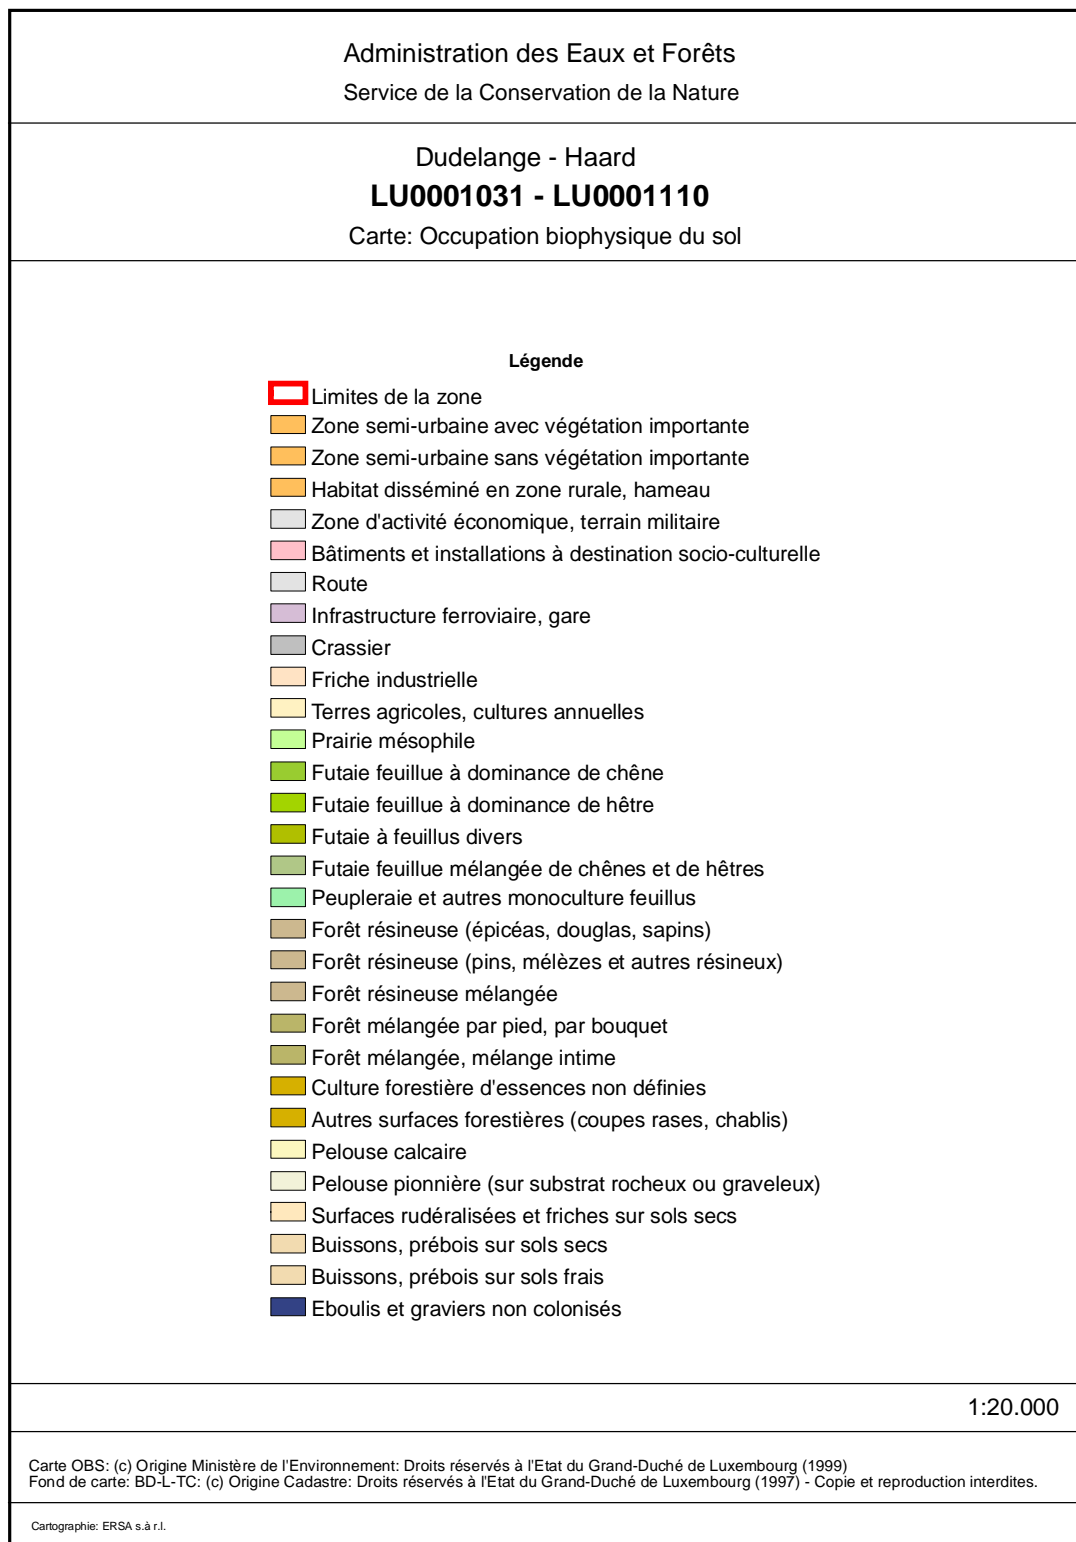 Administration des Eaux et Forêts
Service de la Conservation de la Nature
Dudelange - Haard
LU0001031 - LU0001110
Carte: Occupation biophysique du sol
Légende
Limites de la zone
Zone semi-urbaine avec végétation importante
Zone semi-urbaine sans végétation importante
Habitat disséminé en zone rurale, hameau
Zone d'activité économique, terrain militaire
Bâtiments et installations à destination socio-culturelle
Route
Infrastructure ferroviaire, gare
Crassier
Friche industrielle
Terres agricoles, cultures annuelles
Prairie mésophile
Futaie feuillue à dominance de chêne
Futaie feuillue à dominance de hêtre
Futaie à feuillus divers
Futaie feuillue mélangée de chênes et de hêtres
Peupleraie et autres monoculture feuillus
Forêt résineuse (épicéas, douglas, sapins)
Forêt résineuse (pins, mélèzes et autres résineux)
Forêt résineuse mélangée
Forêt mélangée par pied, par bouquet
Forêt mélangée, mélange intime
Culture forestière d'essences non définies
Autres surfaces forestières (coupes rases, chablis)
Pelouse calcaire
Pelouse pionnière (sur substrat rocheux ou graveleux)
Surfaces rudéralisées et friches sur sols secs
Buissons, prébois sur sols secs
Buissons, prébois sur sols frais
Eboulis et graviers non colonisés
1:20.000
Carte OBS: (c) Origine Ministère de l'Environnement: Droits réservés à l'Etat du Grand-Duché de Luxembourg (1999)
Fond de carte: BD-L-TC: (c) Origine Cadastre: Droits réservés à l'Etat du Grand-Duché de Luxembourg (1997) - Copie et reproduction interdites.
Cartographie: ERSA s.à r.l.